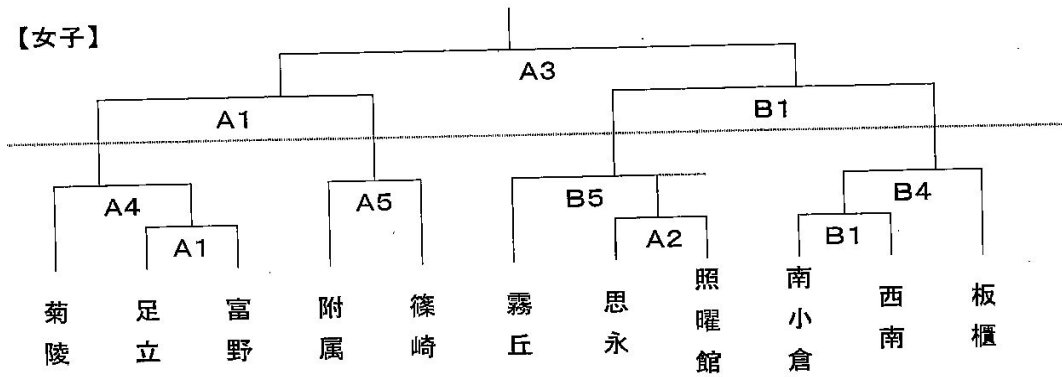 【女子】
A3
A1
B1
A4
A5
B5
B4
A1
A2
B1
菊陵
足立
富野
附属
篠崎
霧丘
思永
照曜館
南小倉
西南
板櫃